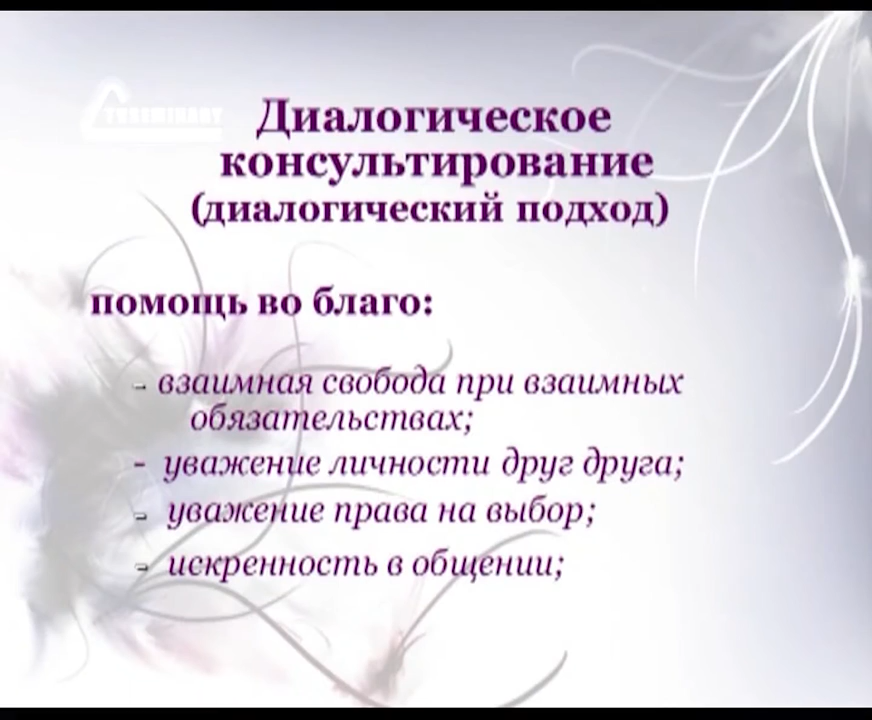 Диалогическое
консультирование
(диалогический подход)
помощь во благо:
- взаимная свобода при взаимных
обязательствах;
- уважение личности друг друга;
- уважение права на выбор;
- искренность в общении;